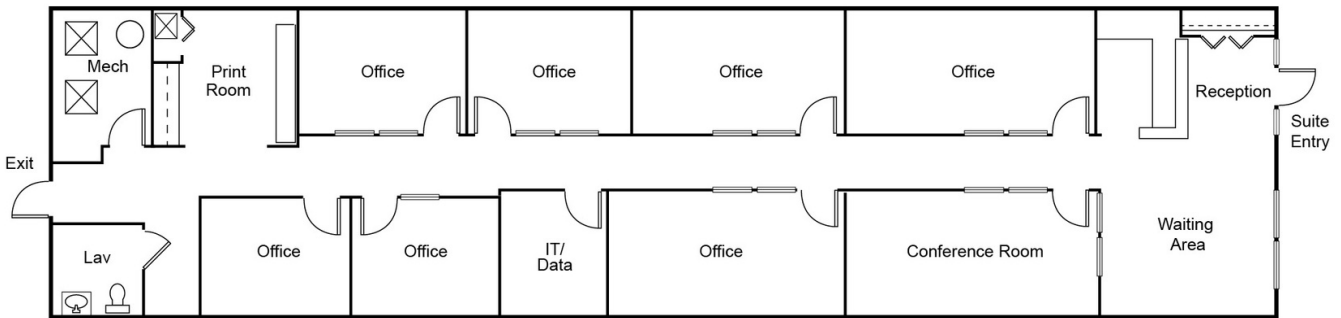 Mech
Print
Room
Office
Office
Office
Office
Reception
Exit
Suite
Entry
Lav
Office
Office
IT/
Data
Office
Conference Room
Waiting
Area